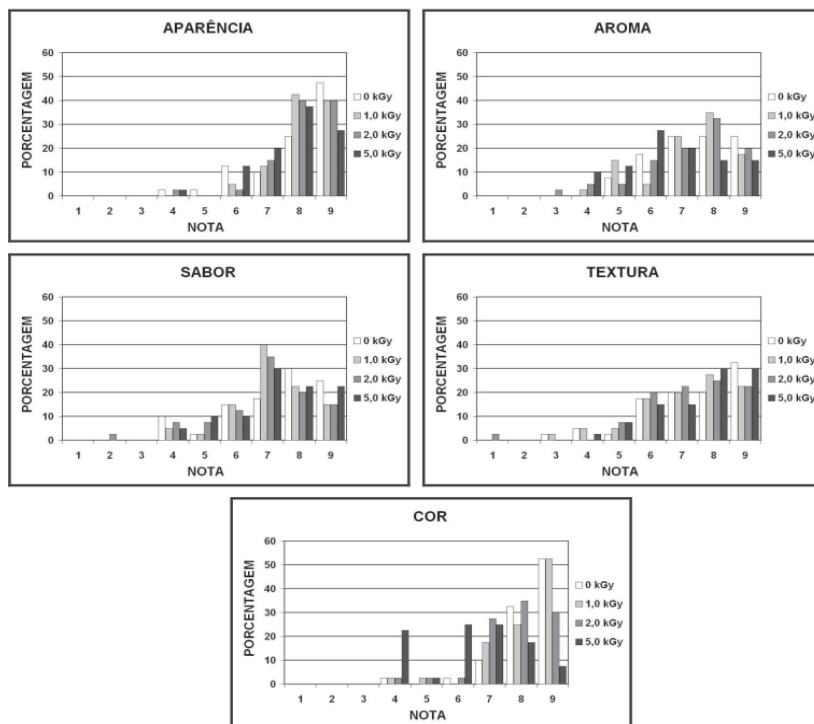 APARÊNCIA
60
50
40
30
20
10
0
PORCENTAGEM
1 2 3 4 5 6 7 8 9
NOTA
0 kGy
1,0 kGy
2,0 kGy
5,0 kGy
AROMA
60
50
40
30
20
10
0
PORCENTAGEM
1 2 3 4 5 6 7 8 9
NOTA
0 kGy
1,0 kGy
2,0 kGy
5,0 kGy
SABOR
60
50
40
30
20
10
0
PORCENTAGEM
1 2 3 4 5 6 7 8 9
NOTA
0 kGy
1,0 kGy
2,0 kGy
5,0 kGy
TEXTURA
60
50
40
30
20
10
0
PORCENTAGEM
1 2 3 4 5 6 7 8 9
NOTA
0 kGy
1,0 kGy
2,0 kGy
5,0 kGy
COR
60
50
40
30
20
10
0
PORCENTAGEM
1 2 3 4 5 6 7 8 9
NOTA
0 kGy
1,0 kGy
2,0 kGy
5,0 kGy